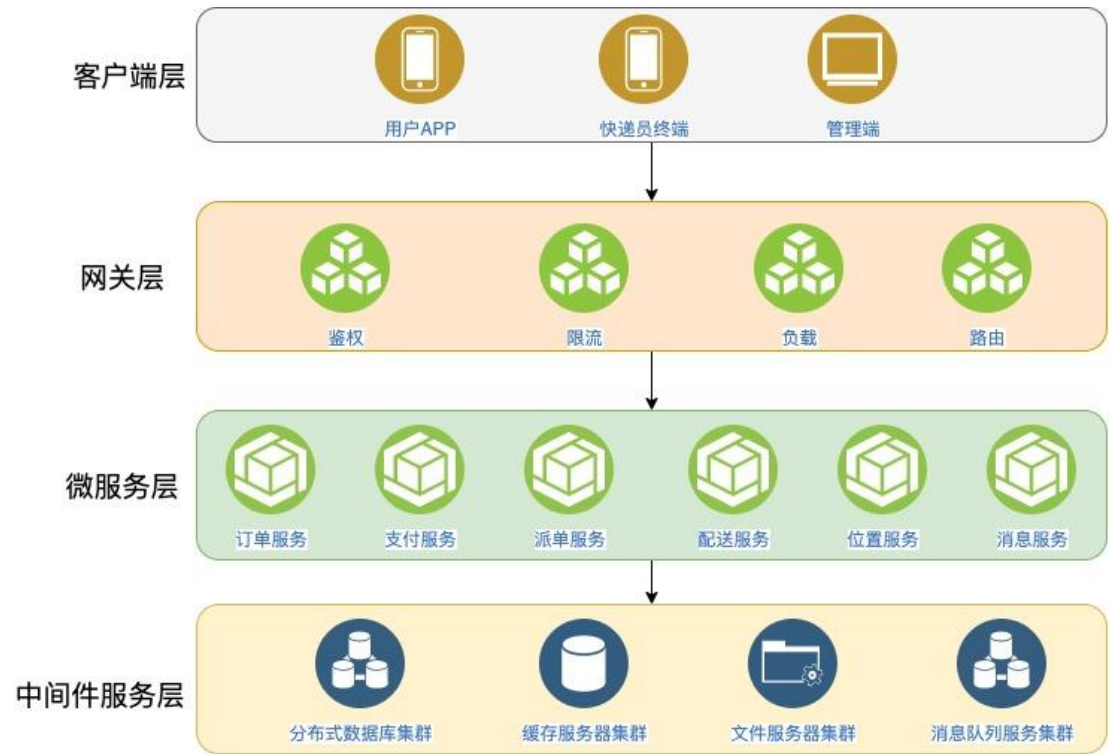 客户端层
用户APP
快递员终端
管理端
网关层
鉴权
限流
负载
路由
微服务层
订单服务
支付服务
派单服务
配送服务
位置服务
消息服务
中间件服务层
分布式数据库集群
缓存服务器集群
文件服务器集群
消息队列服务集群